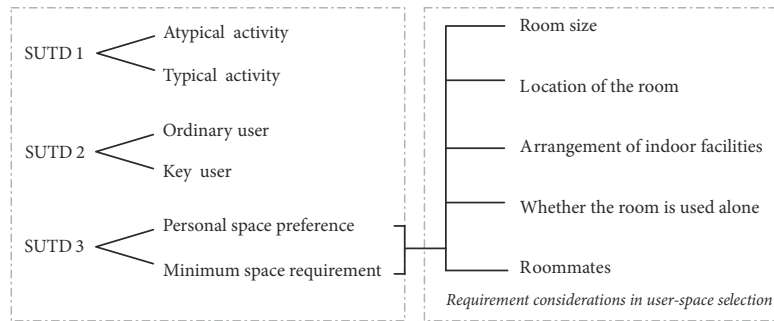 SUTD 1
Atypical activity
Typical activity
SUTD 2
Ordinary user
Key user
SUTD 3
Personal space preference
Minimum space requirement
Room size
Location of the room
Arrangement of indoor facilities
Whether the room is used alone
Roommates
Requirement considerations in user-space selection